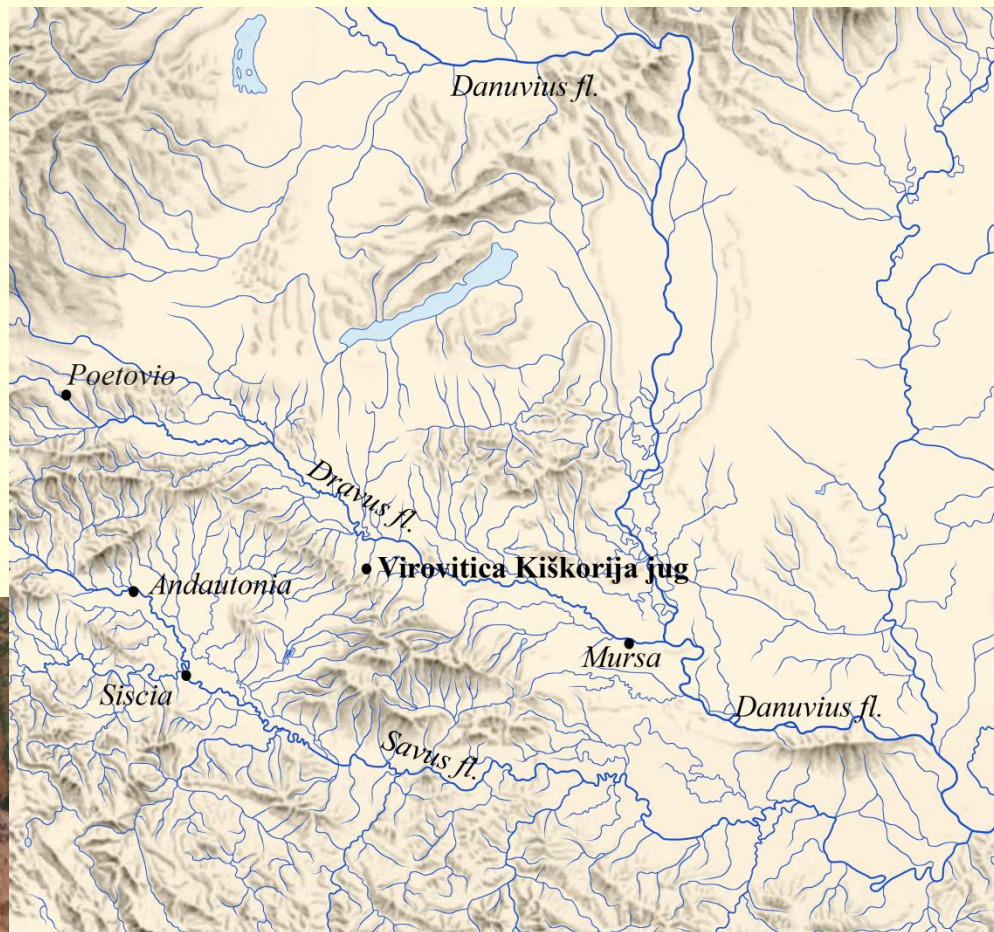 Danuvius fl.
Poetovio
Dravus fl.
Virovitica Kiškorija jug
Andautonia
Mursa
Siscia
Danuvius fl.
Savus fl.